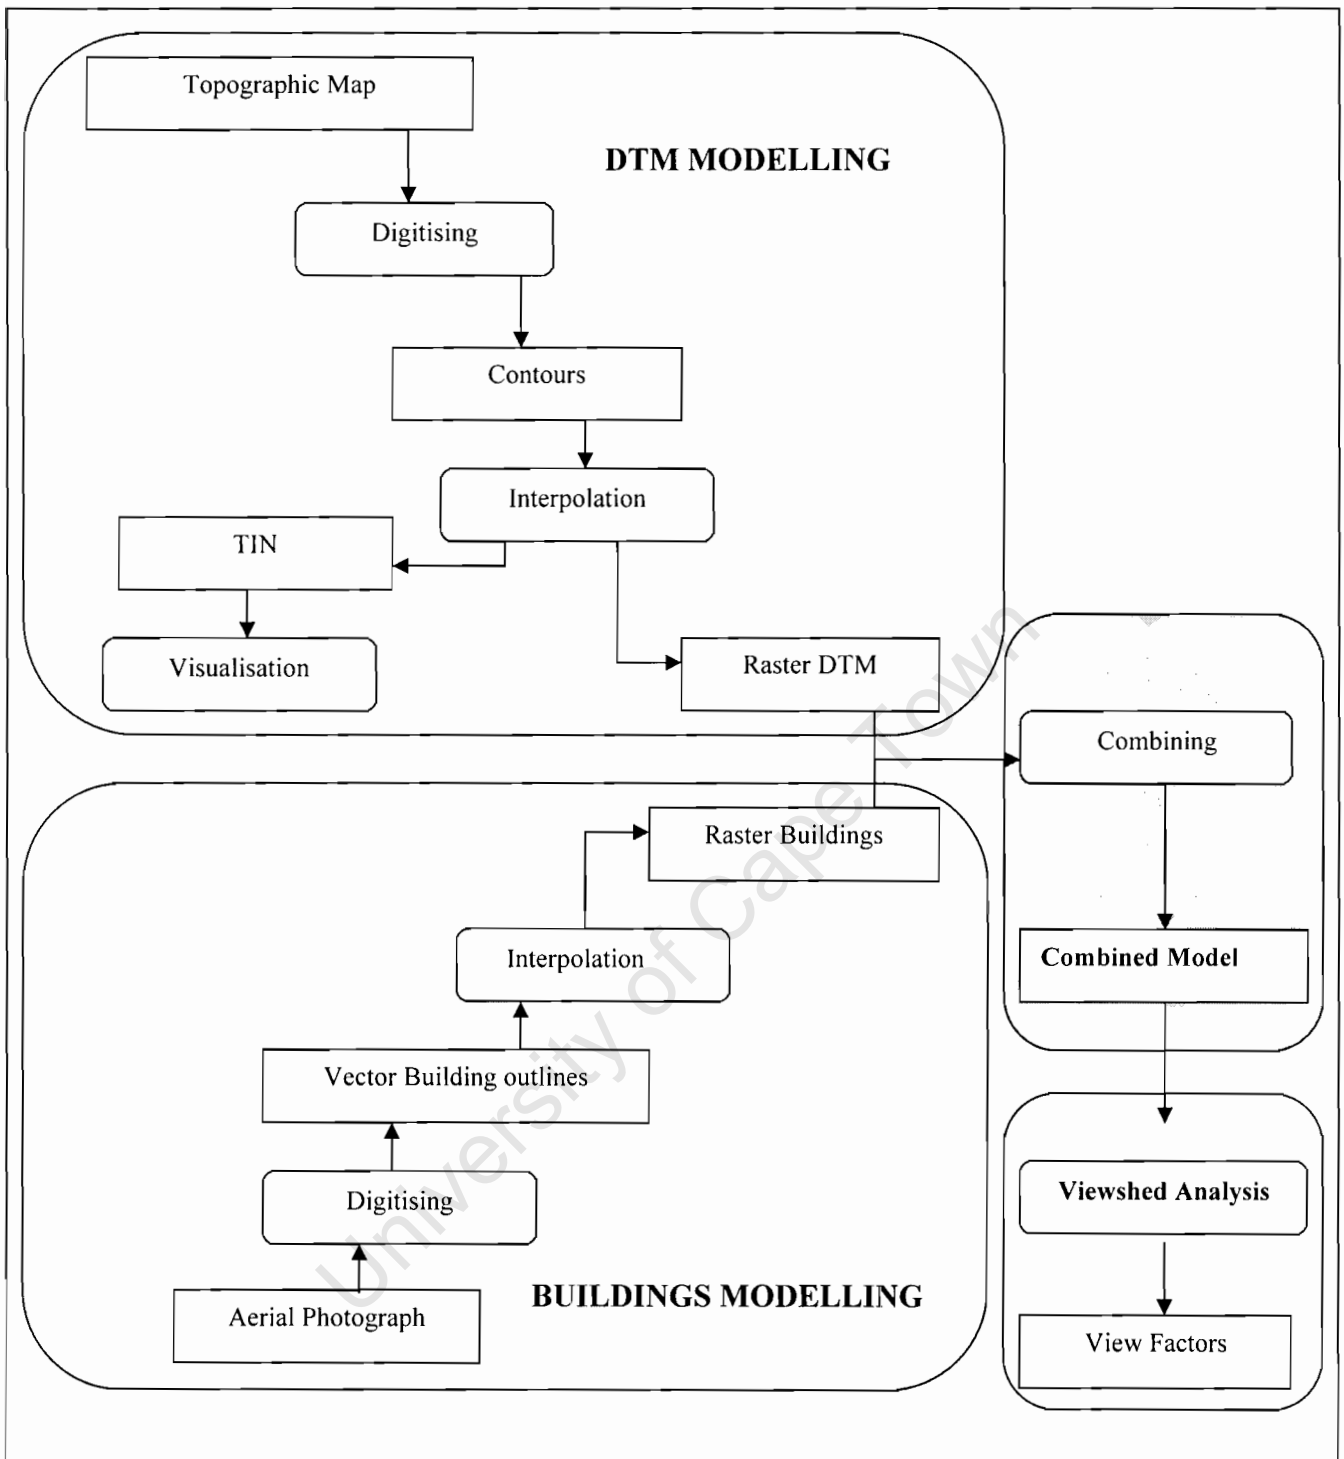 Topographic Map
DTM MODELLING
Digitising
Contours
Interpolation
TIN
Visualisation
Raster DTM
Combining
Raster Buildings
Interpolation
Combined Model
Vector Building outlines
Digitising
Viewshed Analysis
BUILDINGS MODELLING
Aerial Photograph
View Factors
University of Cape Town